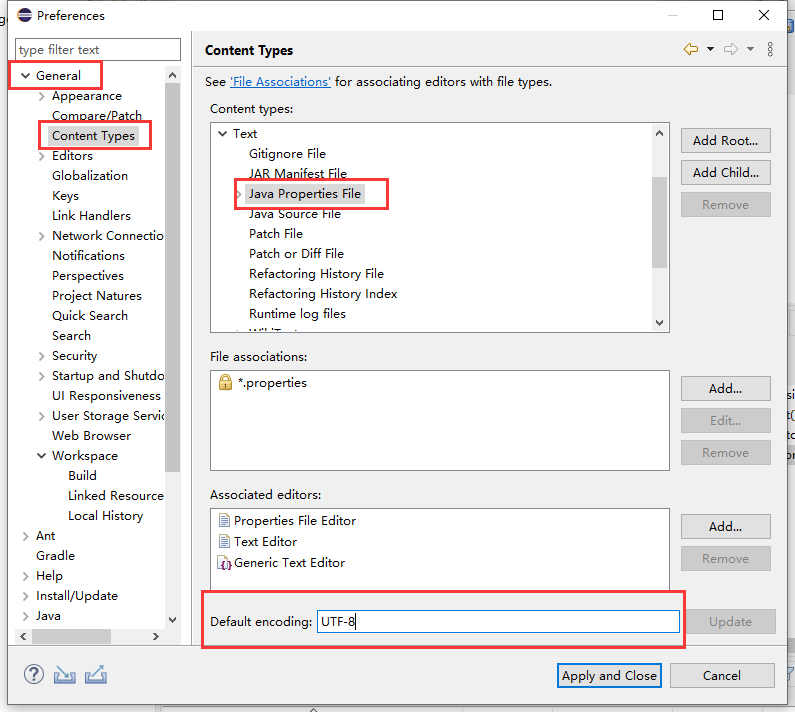 Preferences
type filter text
General
Appearance
Compare/Patch
Content Types
Editors
Globalization
Keys
Link Handlers
Network Connectio
Notifications
Perspectives
Project Natures
Quick Search
Search
Security
Startup and Shutdo
UI Responsiveness
User Storage Servic
Web Browser
Workspace
Build
Linked Resource
Local History
Ant
Gradle
Help
Install/Update
Java
Content Types
See 'File Associations' for associating editors with file types.
Content types:
Text
Gitignore File
JAR Manifest File
Java Properties File
Java Source File
Patch File
Patch or Diff File
Refactoring History File
Refactoring History Index
Runtime log files
Add Root...
Add Child...
Remove
File associations:
*.properties
Add...
Edit...
Remove
Associated editors:
Properties File Editor
Text Editor
Generic Text Editor
Add...
Remove
Default encoding: UTF-8
Update
Apply and Close
Cancel